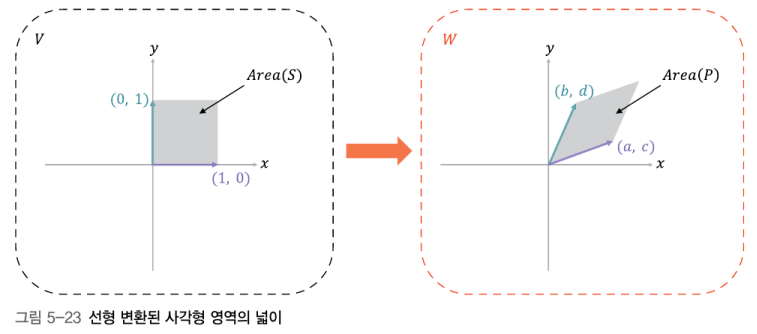 V
y
Area(S)
(0, 1)
x
(1, 0)
W
y
Area(P)
(b, d)
(a, c)
x
그림 5-23 선형 변환된 사각형 영역의 넓이